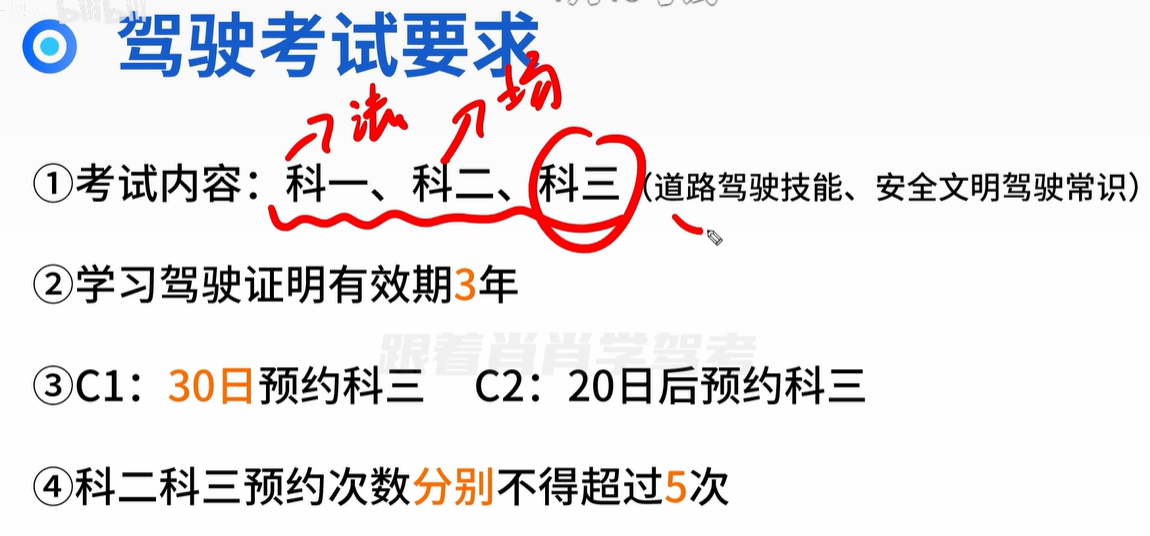 bilibili
驾驶考试要求
法 场
①考试内容：科一、科二、科三（道路驾驶技能、安全文明驾驶常识）
②学习驾驶证明有效期3年
跟着肖肖学驾考
③C1：30日预约科三 C2：20日后预约科三
④科二科三预约次数分别不得超过5次